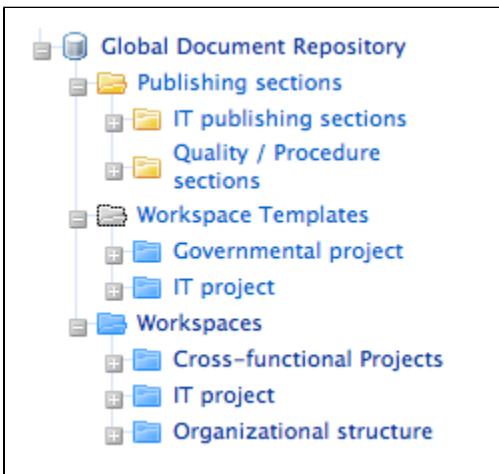 Global Document Repository
Publishing sections
IT publishing sections
Quality / Procedure
sections
Workspace Templates
Governmental project
IT project
Workspaces
Cross-functional Projects
IT project
Organizational structure